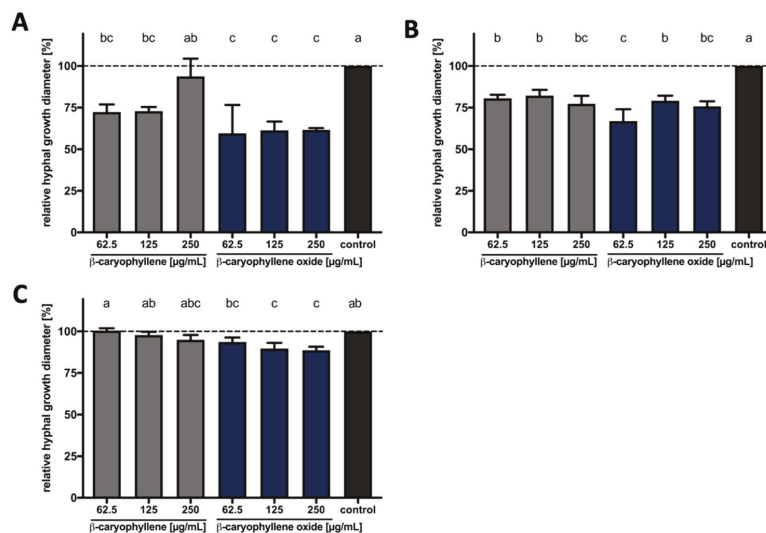 A
relative hyphal growth diameter [%]
bc bc ab c c c a
100
75
50
25
0
62.5 125 250 62.5 125 250 control
β-caryophyllene [µg/mL] β-caryophyllene oxide [µg/mL]
B
relative hyphal growth diameter [%]
b b bc c b bc a
100
75
50
25
0
62.5 125 250 62.5 125 250 control
β-caryophyllene [µg/mL] β-caryophyllene oxide [µg/mL]
C
relative hyphal growth diameter [%]
a ab abc bc c c ab
100
75
50
25
0
62.5 125 250 62.5 125 250 control
β-caryophyllene [µg/mL] β-caryophyllene oxide [µg/mL]